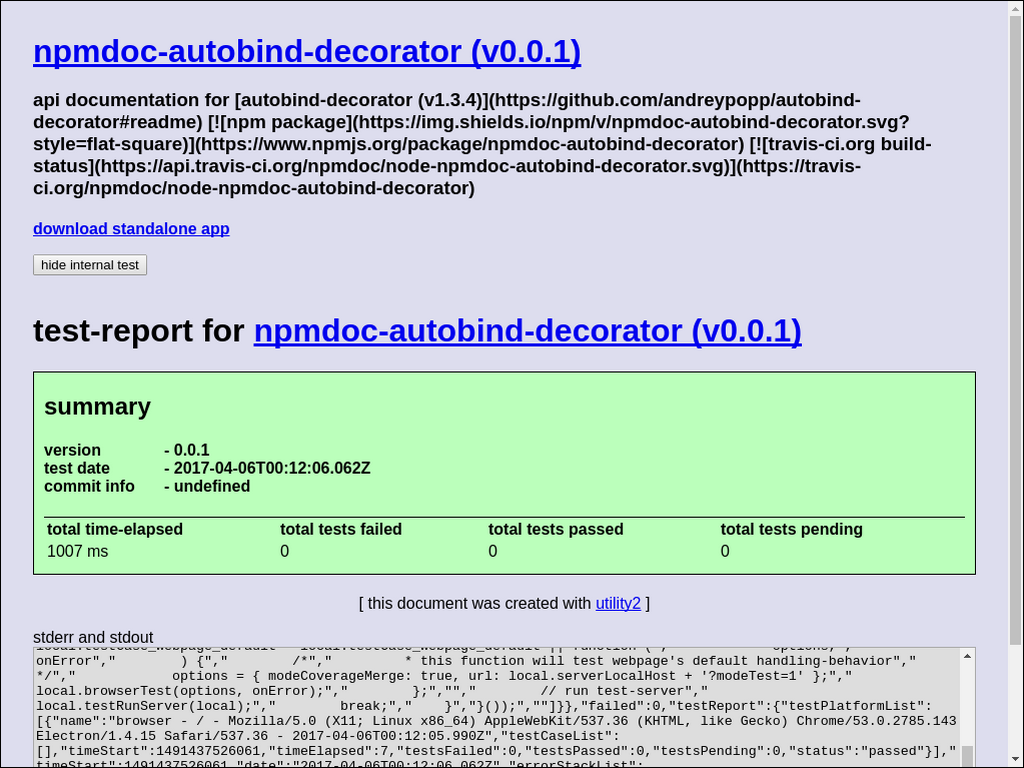 npmdoc-autobind-decorator (v0.0.1)
api documentation for [autobind-decorator (v1.3.4)](https://github.com/andreypopp/autobind-
decorator#readme) [![npm package](https://img.shields.io/npm/v/npmdoc-autobind-decorator.svg?
style=flat-square)](https://www.npmjs.org/package/npmdoc-autobind-decorator) [![travis-ci.org build-
status](https://api.travis-ci.org/npmdoc/node-npmdoc-autobind-decorator.svg)](https://travis-
ci.org/npmdoc/node-npmdoc-autobind-decorator)
download standalone app
hide internal test
test-report for npmdoc-autobind-decorator (v0.0.1)
summary
version - 0.0.1
test date - 2017-04-06T00:12:06.062Z
commit info - undefined
total time-elapsed total tests failed total tests passed total tests pending
1007 ms 0 0 0
[ this document was created with utility2 ]
stderr and stdout
onError","        ) {","        /*","         * this function will test webpage's default handling-behavior","
*/","         options = { modeCoverageMerge: true, url: local.serverLocalHost + '?modeTest=1' };","
local.browserTest(options, onError);","        };","","        // run test-server","
local.testRunServer(local);","        break;","    }","}());","",""]}},"failed":0,"testReport":{"testPlatformList":
[{"name":"browser - / - Mozilla/5.0 (X11; Linux x86_64) AppleWebKit/537.36 (KHTML, like Gecko) Chrome/53.0.2785.143
Electron/1.4.15 Safari/537.36 - 2017-04-06T00:12:05.990Z","testCaseList":
[],"timeStart":1491437526061,"timeElapsed":7,"testsFailed":0,"testsPassed":0,"testsPending":0,"status":"passed"}],"
timeStart":1491437526061,"date":"2017-04-06T00:12:06.062Z","errorStackList":